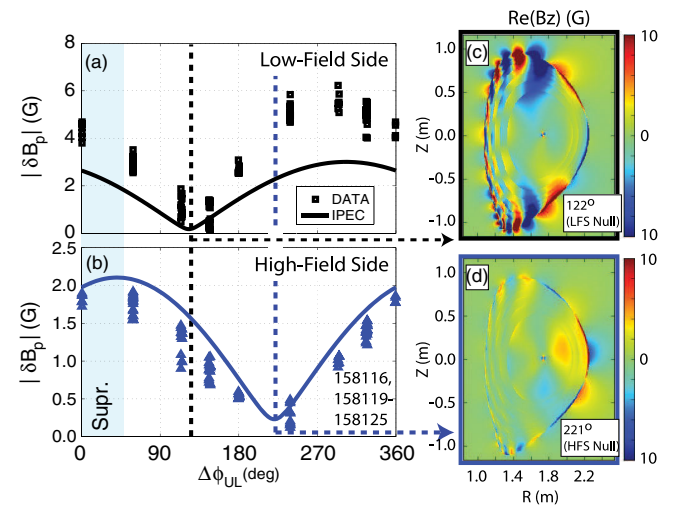 Re(Bz) (G)
(a)
Low-Field Side
8
6
4
2
0
| δBp| (G)
DATA
IPEC
(b)
High-Field Side
2.5
2.0
1.5
1.0
0.5
0.0
| δBp| (G)
Supr.
158116,
158119-
158125
0
90
180
270
360
ΔϕUL(deg)
(c)
1.0
0.5
0.0
-0.5
-1.0
Z (m)
122o
(LFS Null)
10
0
10
(d)
1.0
0.5
0.0
-0.5
-1.0
Z (m)
221o
(HFS Null)
10
0
10
1.0
1.4
1.8
2.2
R (m)